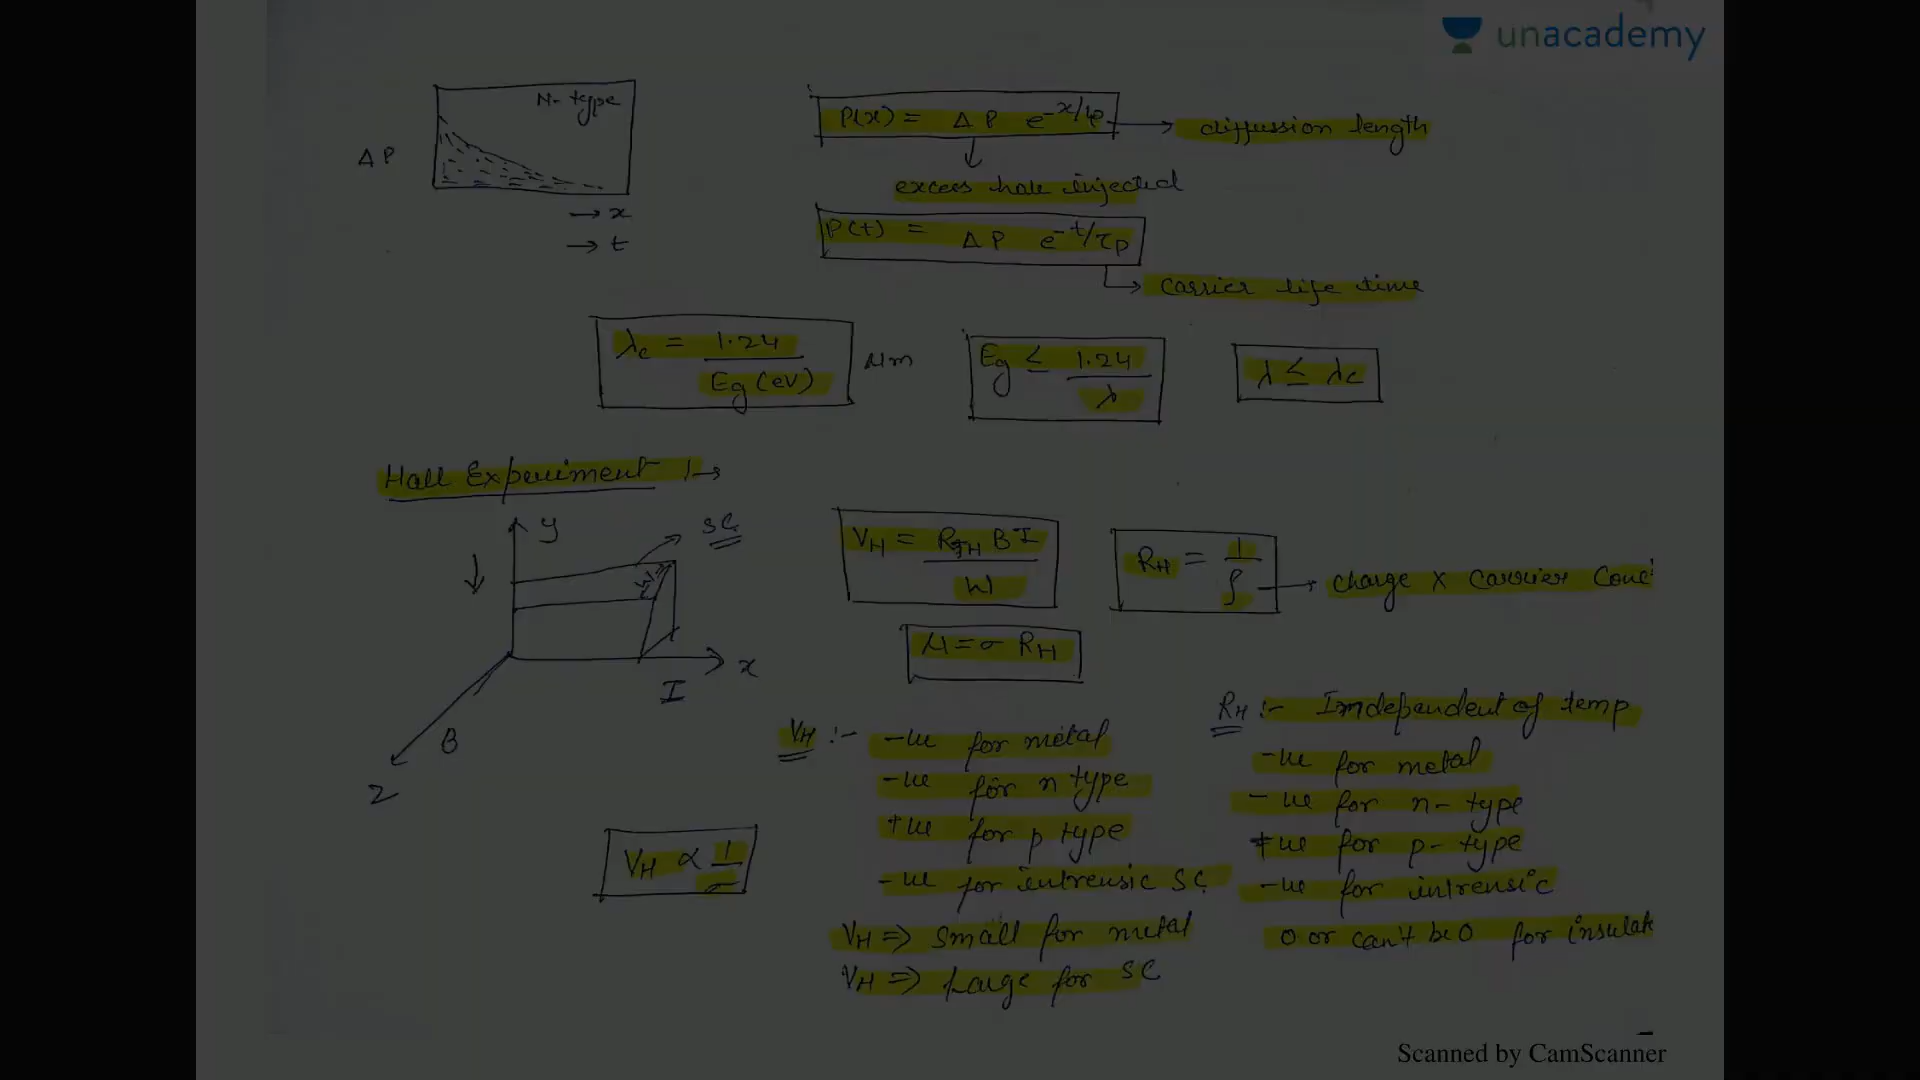 unacademy
N-type
ΔP
→ x
→ t
P(x) = ΔP e^-x/Lp → diffussion length
↓
excess hole injected
P(t) = ΔP e^-t/τp
→ carrier life time
λc = 1.24 / Eg (eV) μm
Eg ≤ 1.24 / λ
λ ≤ λc
Hall Experiment :→
y
SC
W
x
I
B
Z
VH = RH B I / W
RH = 1 / ρ → charge x carrier Conc
μ = σ RH
VH :- -ve for metal
-ve for n type
+ve for p type
-ve for intrensic SC
VH => small for metal
VH => Large for SC
RH :- Independent of temp
-ve for metal
-ve for n-type
+ve for p-type
-ve for intrensic
0 or can't be 0 for insulat
VH ∝ 1 / σ
Scanned by CamScanner